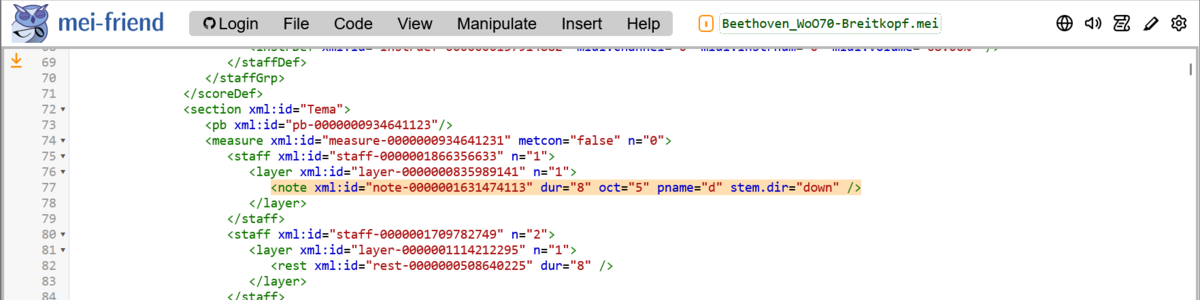 mei-friend Login File Code View Manipulate Insert Help Beethoven_WoO70-Breitkopf.mei
69 </staffDef>
70 </staffGrp>
71 </scoreDef>
72 <section xml:id="Tema">
73 <pb xml:id="pb-0000000934641123"/>
74 <measure xml:id="measure-0000000934641231" metcon="false" n="0">
75 <staff xml:id="staff-0000001866356633" n="1">
76 <layer xml:id="layer-0000000835989141" n="1">
77 <note xml:id="note-0000001631474113" dur="8" oct="5" pname="d" stem.dir="down" />
78 </layer>
79 </staff>
80 <staff xml:id="staff-0000001709782749" n="2">
81 <layer xml:id="layer-0000001114212295" n="1">
82 <rest xml:id="rest-0000000508640225" dur="8" />
83 </layer>
84 </staff>